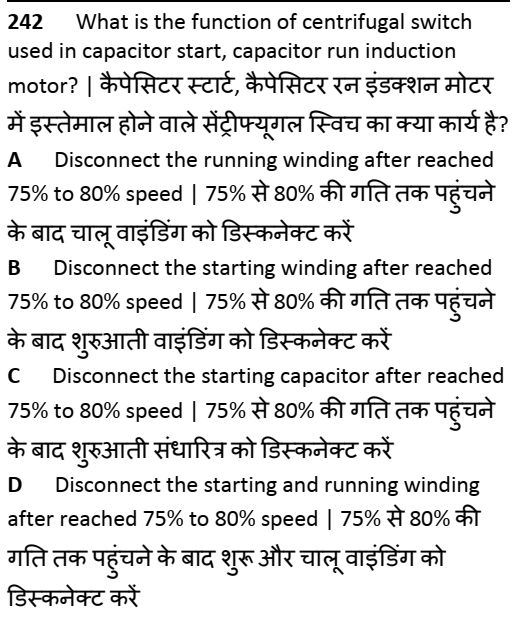 242 What is the function of centrifugal switch
used in capacitor start, capacitor run induction
motor? | कैपेसिटर स्टार्ट, कैपेसिटर रन इंडक्शन मोटर
में इस्तेमाल होने वाले सेंट्रीफ्यूगल स्विच का क्या कार्य है?
A Disconnect the running winding after reached
75% to 80% speed | 75% से 80% की गति तक पहुंचने
के बाद चालू वाइंडिंग को डिस्कनेक्ट करें
B Disconnect the starting winding after reached
75% to 80% speed | 75% से 80% की गति तक पहुंचने
के बाद शुरुआती वाइंडिंग को डिस्कनेक्ट करें
C Disconnect the starting capacitor after reached
75% to 80% speed | 75% से 80% की गति तक पहुंचने
के बाद शुरुआती संधारित्र को डिस्कनेक्ट करें
D Disconnect the starting and running winding
after reached 75% to 80% speed | 75% से 80% की
गति तक पहुंचने के बाद शुरू और चालू वाइंडिंग को
डिस्कनेक्ट करें